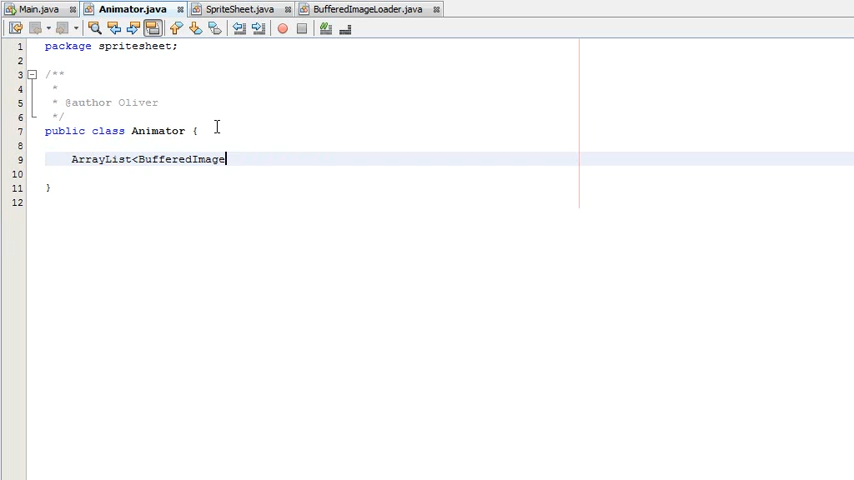 Main.java Animator.java SpriteSheet.java BufferedImageLoader.java
1 package spritesheet;
2
3 /**
4 *
5 * @author Oliver
6 */
7 public class Animator {
8
9 ArrayList<BufferedImage
10
11 }
12